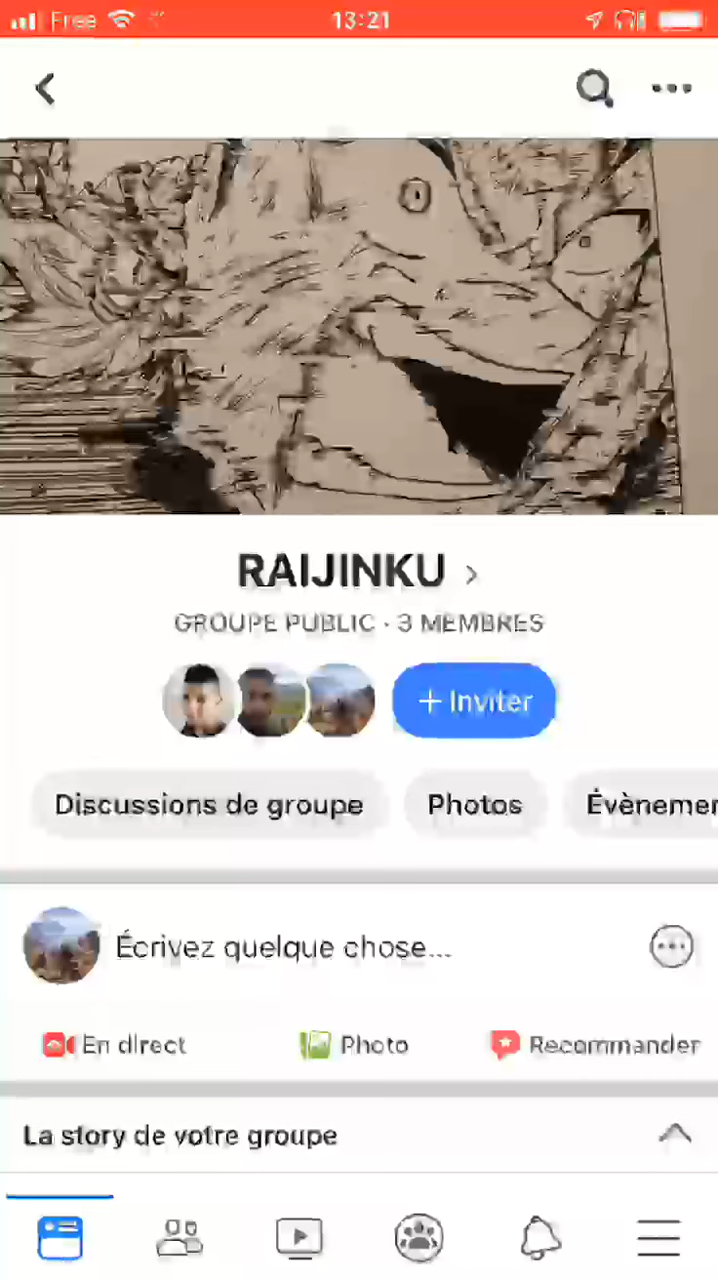 Free 13:21
RAIJINKU
GROUPE PUBLIC · 3 MEMBRES
+ Inviter
Discussions de groupe Photos Évènemen
Écrivez quelque chose...
En direct Photo Recommander
La story de votre groupe